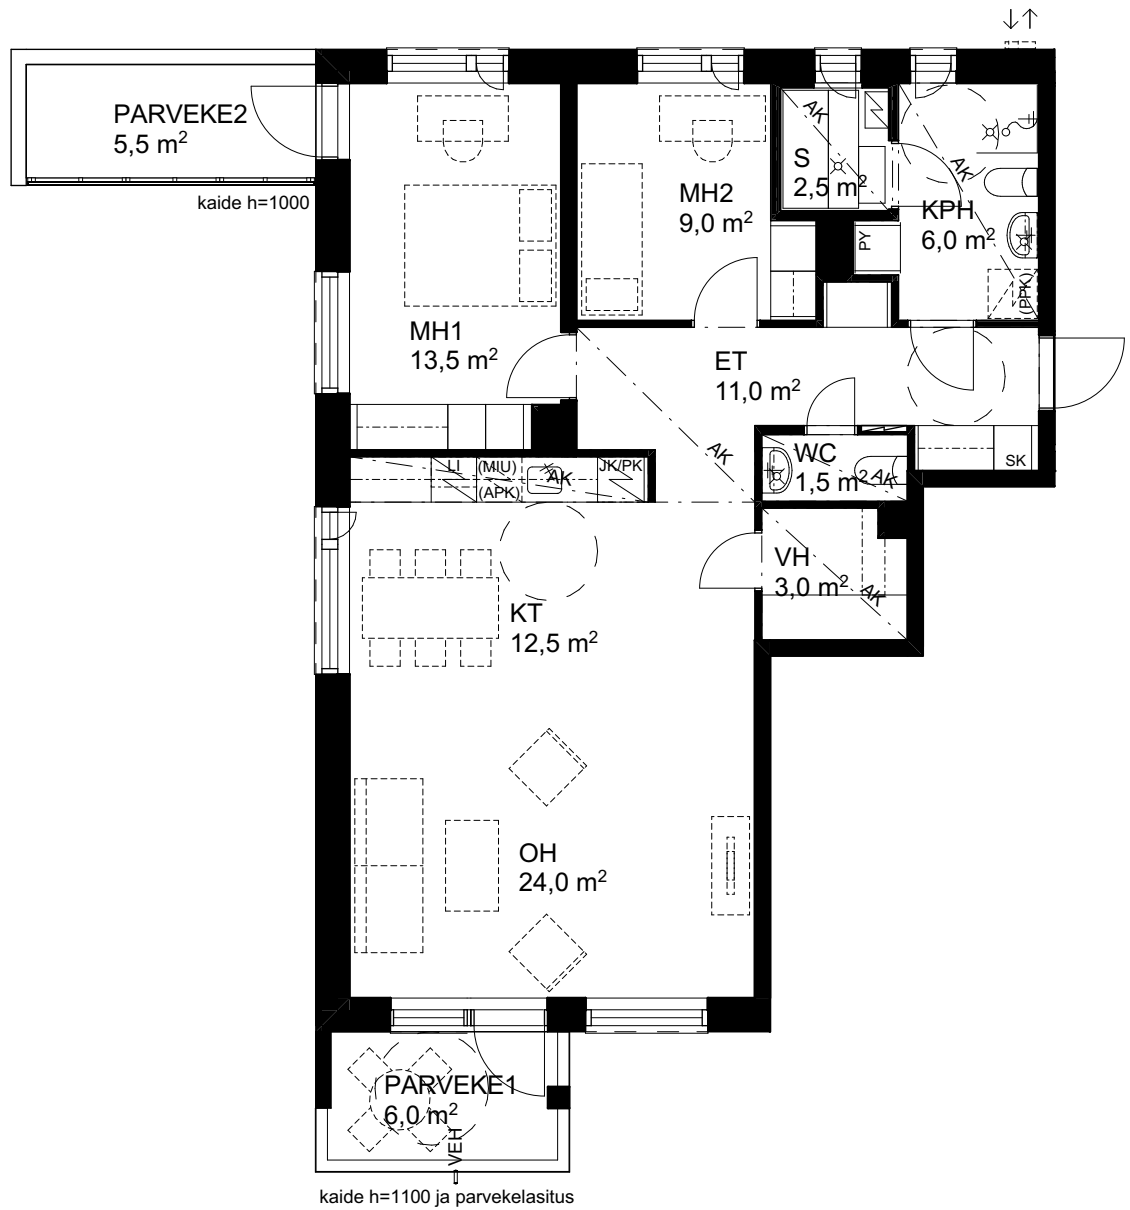 PARVEKE2
5,5 m²
kaide h=1000
AK
S
2,5 m²
MH2
9,0 m²
AK
KPH
6,0 m²
PY
(PPK)
MH1
13,5 m²
ET
11,0 m²
AK
WC
1,5 m²
AK
SK
LI
(MIU)
(APK)
AK
JK/PK
VH
3,0 m²
AK
KT
12,5 m²
OH
24,0 m²
PARVEKE1
6,0 m²
VEH
kaide h=1100 ja parvekelasitus